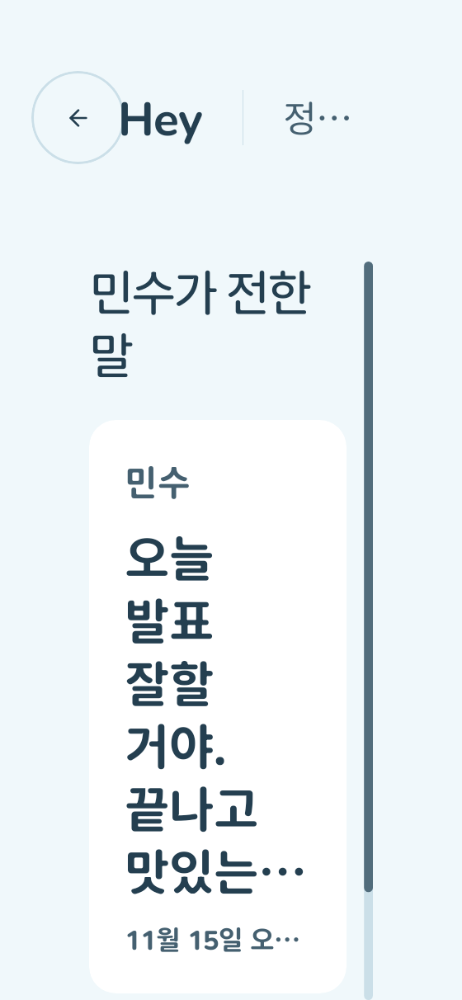 Hey 정…
민수가 전한
말
민수
오늘
발표
잘할
거야.
끝나고
맛있는…
11월 15일 오…